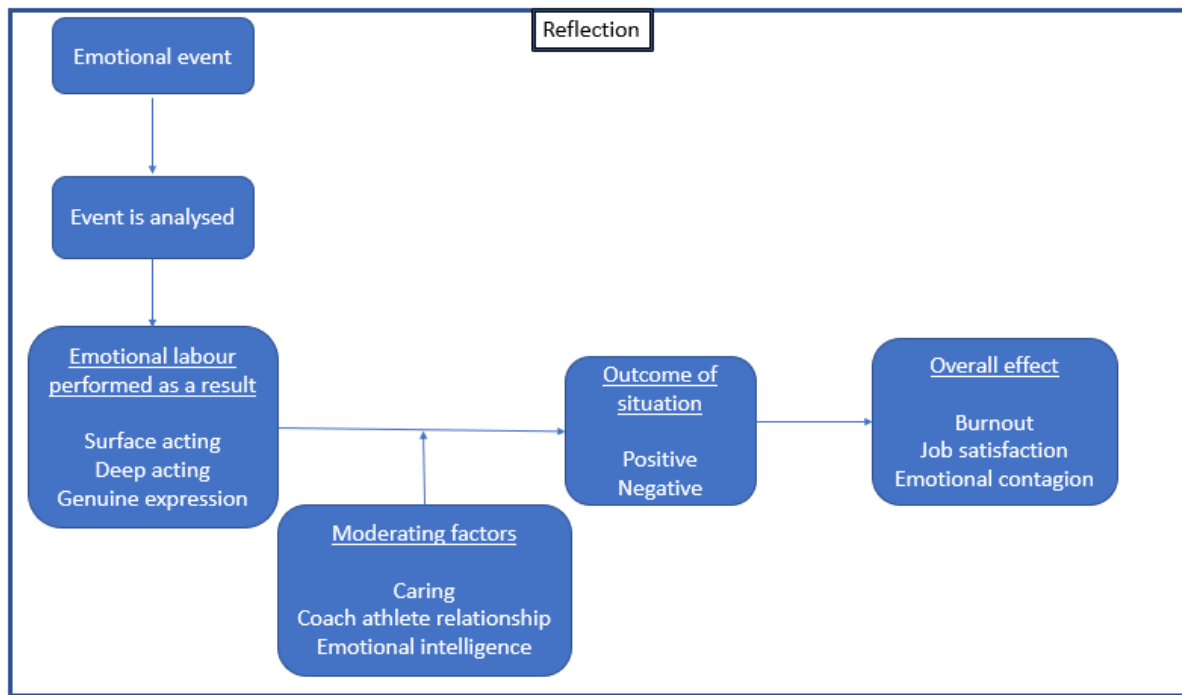 Reflection
Emotional event
Event is analysed
Emotional labour
performed as a result
Surface acting
Deep acting
Genuine expression
Moderating factors
Caring
Coach athlete relationship
Emotional intelligence
Outcome of
situation
Positive
Negative
Overall effect
Burnout
Job satisfaction
Emotional contagion